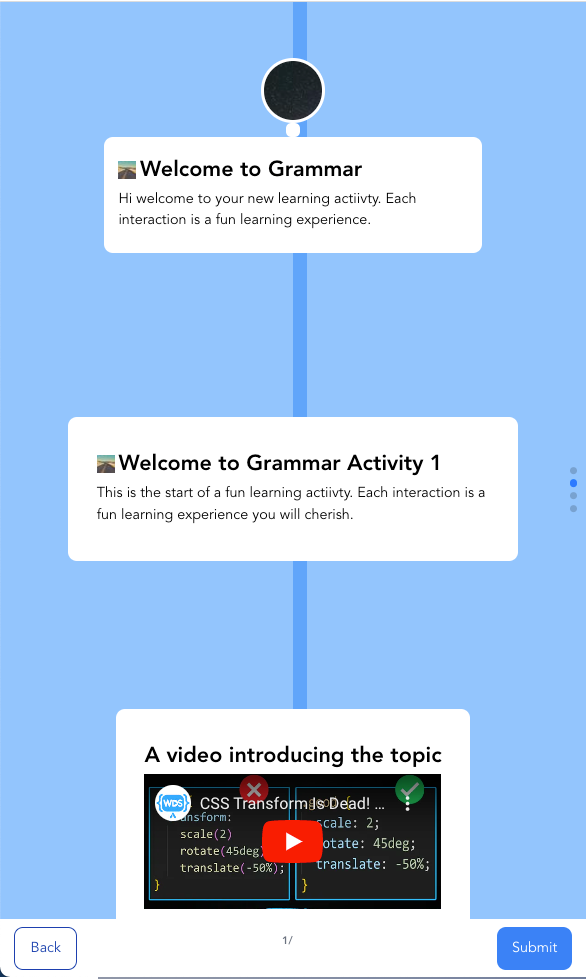 Welcome to Grammar
Hi welcome to your new learning actiivty. Each
interaction is a fun learning experience.
Welcome to Grammar Activity 1
This is the start of a fun learning actiivty. Each interaction is a
fun learning experience you will cherish.
A video introducing the topic
WDS CSS Transform Is Dead! ...
scale(2)
rotate(45deg)
translate(-50%);
}
scale: 2;
rotate: 45deg;
translate: -50%;
}
Back
1/
Submit